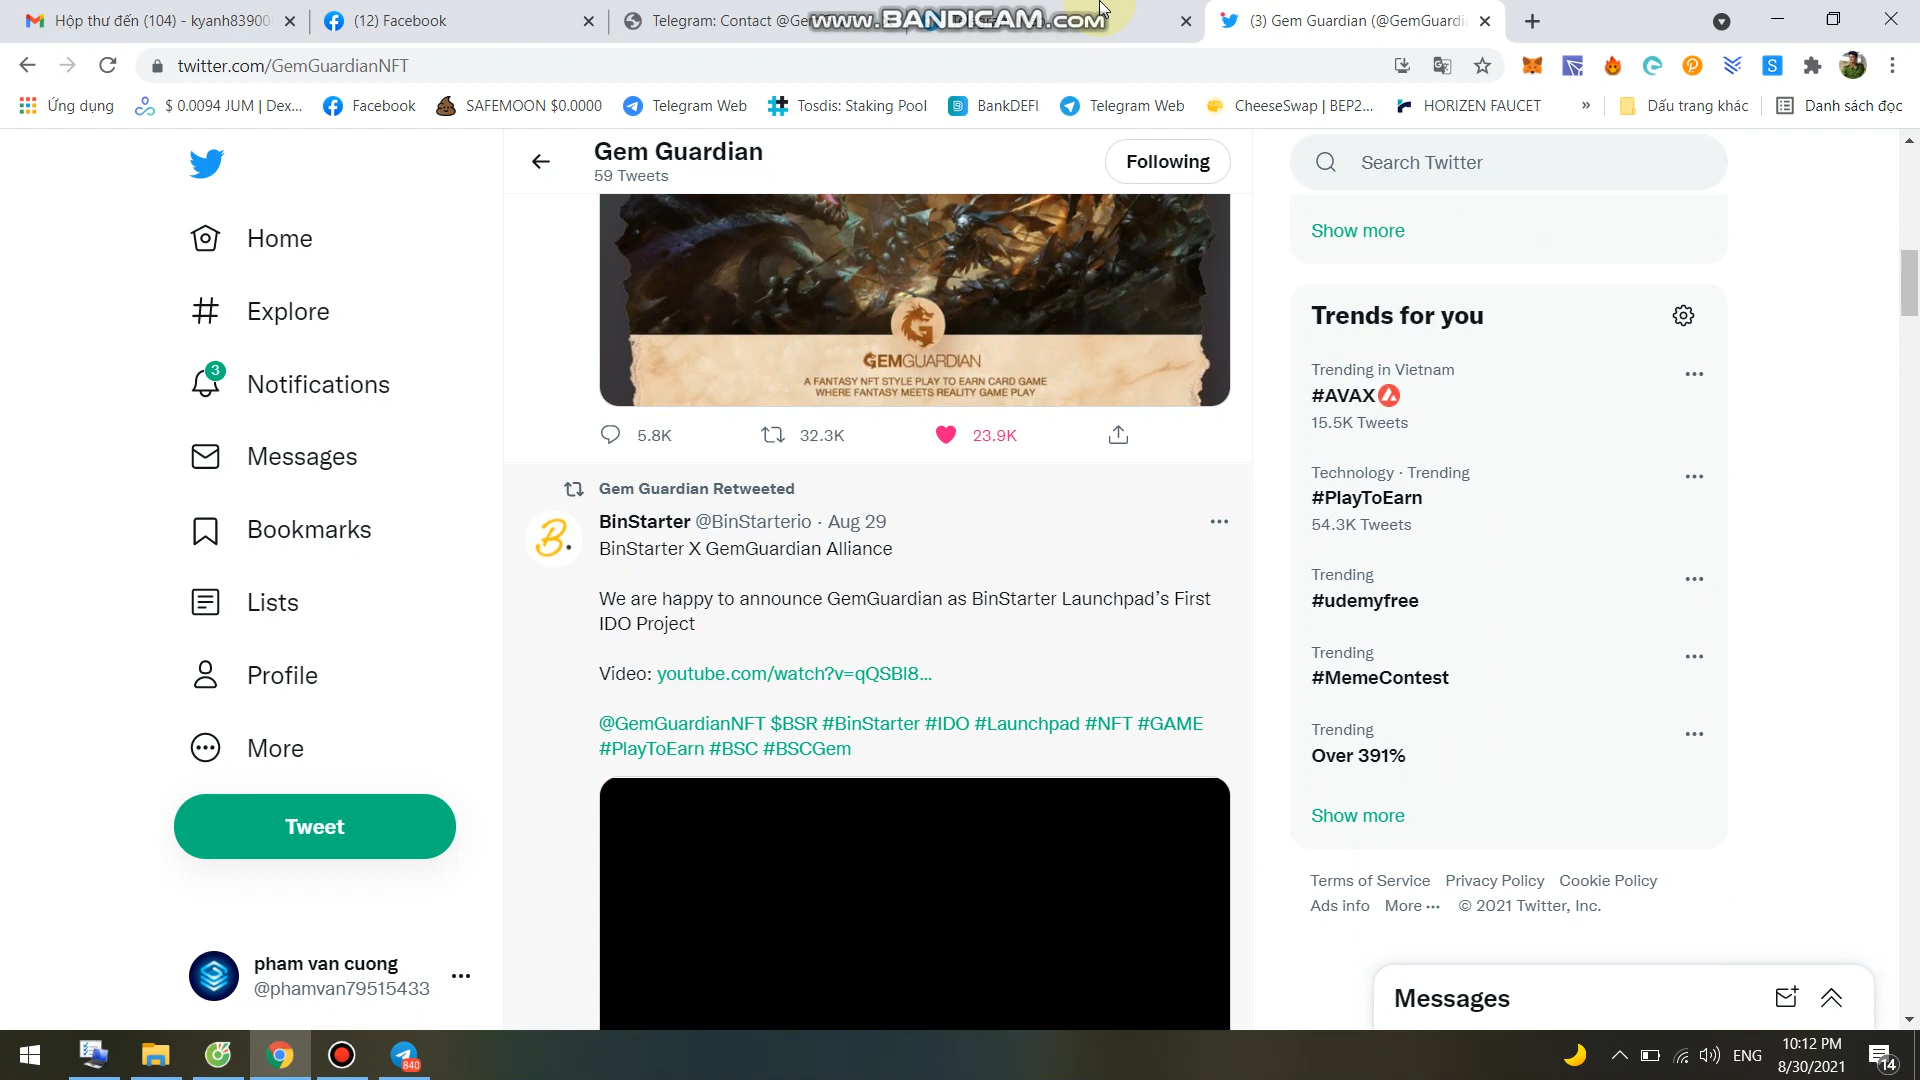 Hộp thư đến (104) - kyanh83900
(12) Facebook
Telegram: Contact @Ge
www.BANDICAM.com
(3) Gem Guardian (@GemGuardi
twitter.com/GemGuardianNFT
Ứng dụng
$ 0.0094 JUM | Dex...
Facebook
SAFEMOON $0.0000
Telegram Web
Tosdis: Staking Pool
BankDEFI
Telegram Web
CheeseSwap | BEP2...
HORIZEN FAUCET
»
Dấu trang khác
Danh sách đọc
Gem Guardian
59 Tweets
Following
Search Twitter
Home
Explore
3
Notifications
Messages
Bookmarks
Lists
Profile
More
Tweet
pham van cuong
@phamvan79515433
GEMGUARDIAN
A FANTASY NFT STYLE PLAY TO EARN CARD GAME
WHERE FANTASY MEETS REALITY GAME PLAY
5.8K
32.3K
23.9K
Gem Guardian Retweeted
B.
BinStarter @BinStarterio · Aug 29
BinStarter X GemGuardian Alliance
We are happy to announce GemGuardian as BinStarter Launchpad’s First
IDO Project
Video: youtube.com/watch?v=qQSBl8...
@GemGuardianNFT $BSR #BinStarter #IDO #Launchpad #NFT #GAME
#PlayToEarn #BSC #BSCGem
Show more
Trends for you
Trending in Vietnam
#AVAX
15.5K Tweets
Technology · Trending
#PlayToEarn
54.3K Tweets
Trending
#udemyfree
Trending
#MemeContest
Trending
Over 391%
Show more
Terms of Service Privacy Policy Cookie Policy
Ads info More ··· © 2021 Twitter, Inc.
Messages
840
ENG
10:12 PM
8/30/2021
14